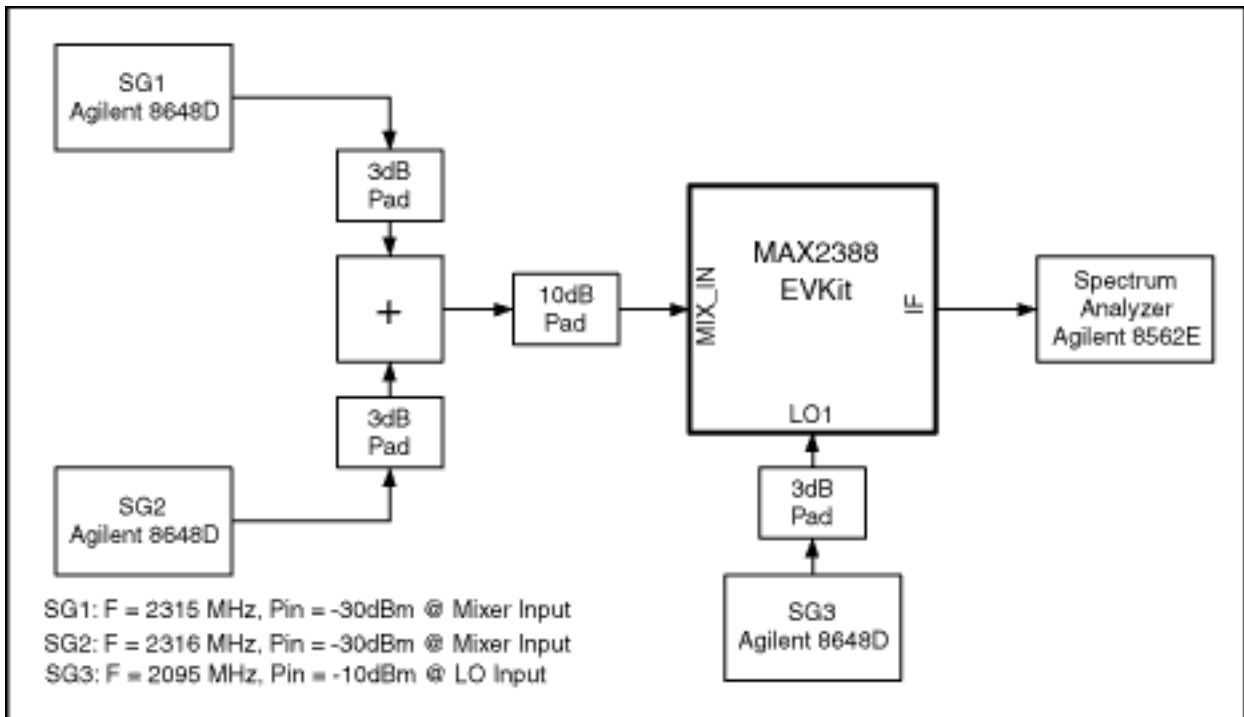 SG1
Agilent 8648D
3dB
Pad
+
10dB
Pad
3dB
Pad
SG2
Agilent 8648D
MAX2388
EVKit
MIX_IN
IF
LO1
Spectrum
Analyzer
Agilent 8562E
3dB
Pad
SG3
Agilent 8648D
SG1: F = 2315 MHz, Pin = -30dBm @ Mixer Input
SG2: F = 2316 MHz, Pin = -30dBm @ Mixer Input
SG3: F = 2095 MHz, Pin = -10dBm @ LO Input